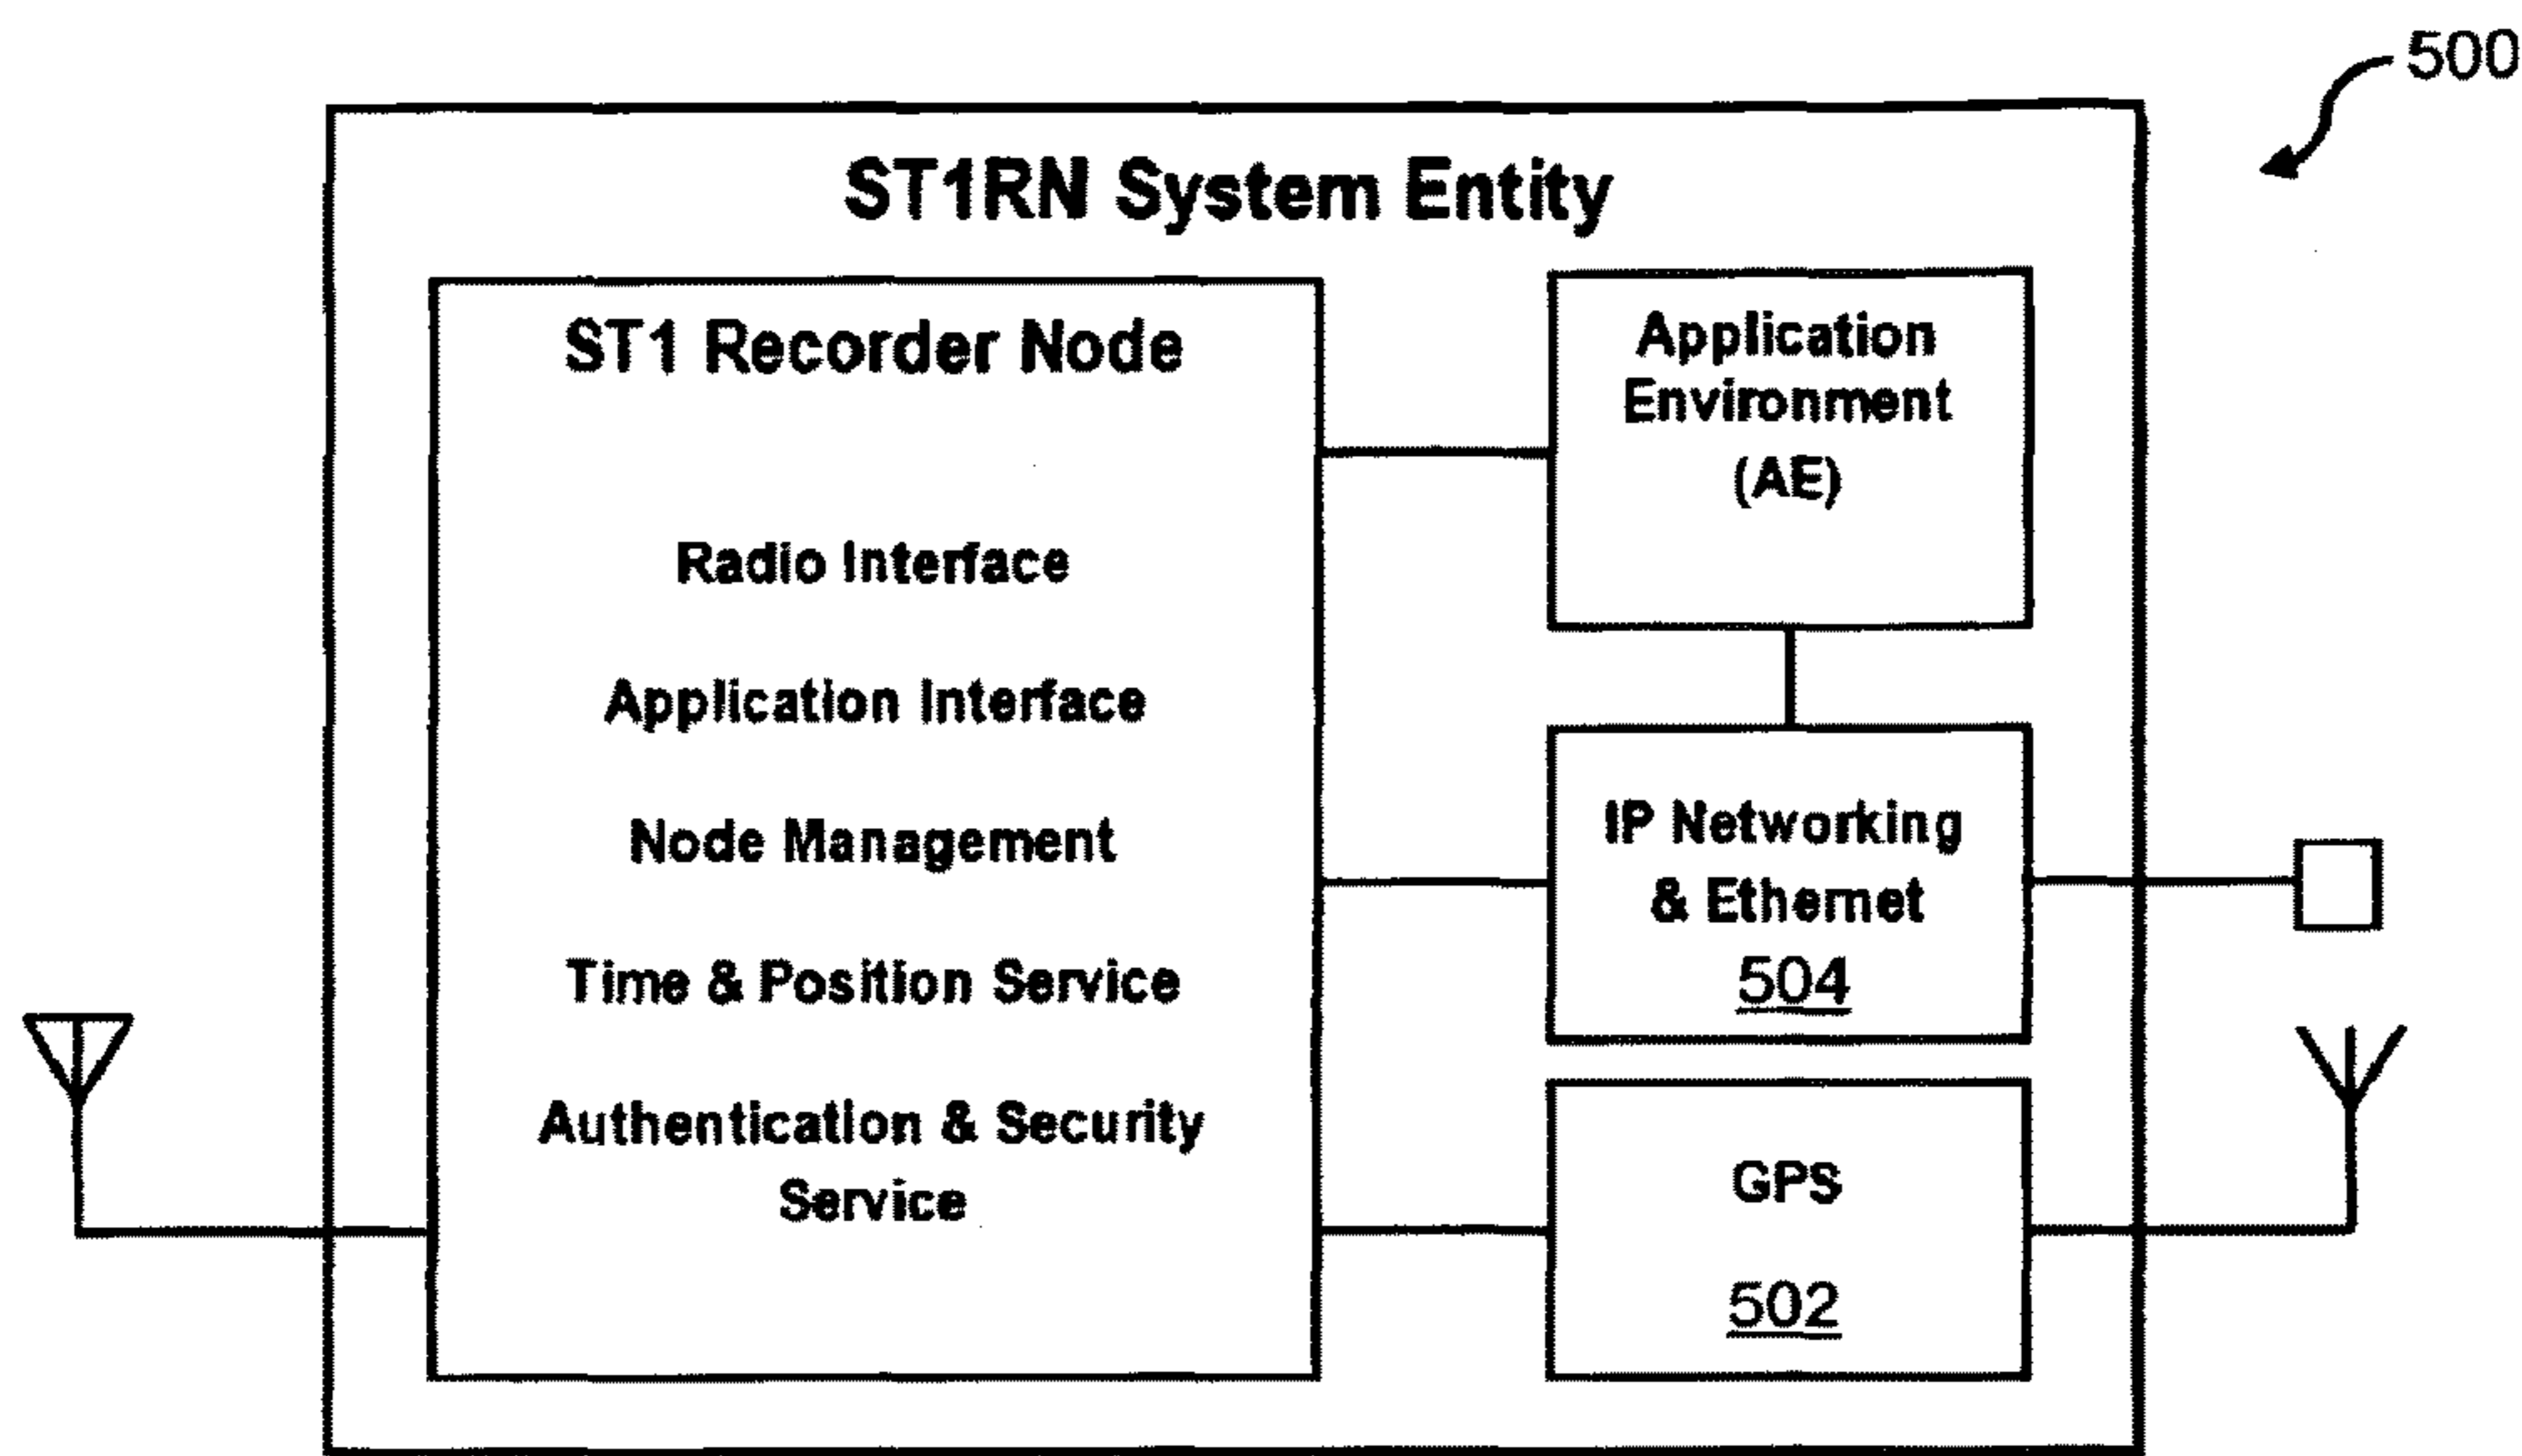 500
ST1RN System Entity
ST1 Recorder Node
Radio Interface
Application Interface
Node Management
Time & Position Service
Authentication & Security
Service
Application
Environment
(AE)
IP Networking
& Ethernet
504
GPS
502